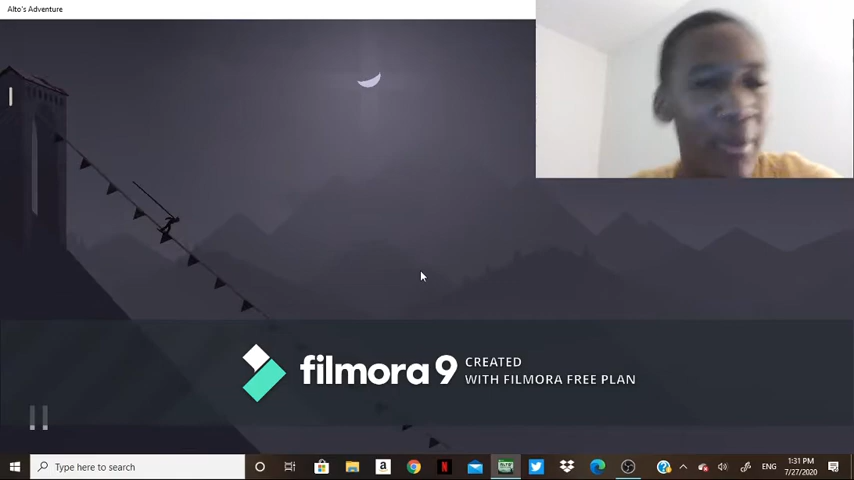 Alto's Adventure
filmora 9
CREATED
WITH FILMORA FREE PLAN
Type here to search
ENG
1:31 PM
7/27/2020